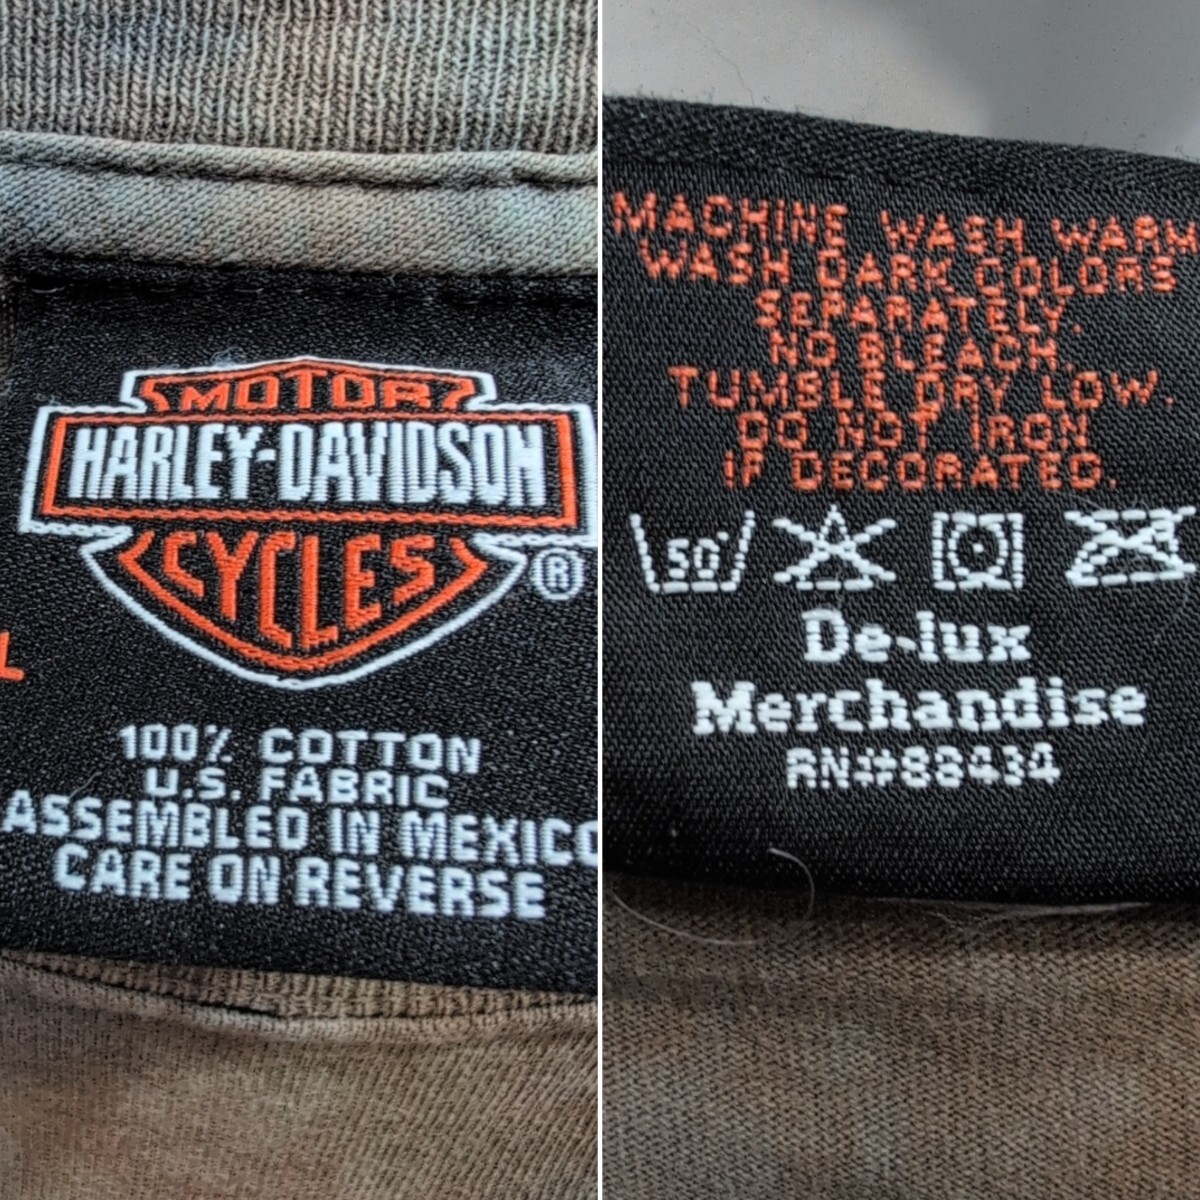 MOTOR
HARLEY-DAVIDSON
CYCLES
®
L
100% COTTON
U.S. FABRIC
ASSEMBLED IN MEXICO
CARE ON REVERSE
MACHINE WASH WARM
WASH DARK COLORS
SEPARATELY.
NO BLEACH.
TUMBLE DRY LOW.
DO NOT IRON
IF DECORATED.
50°
De-lux
Merchandise
RN#88434